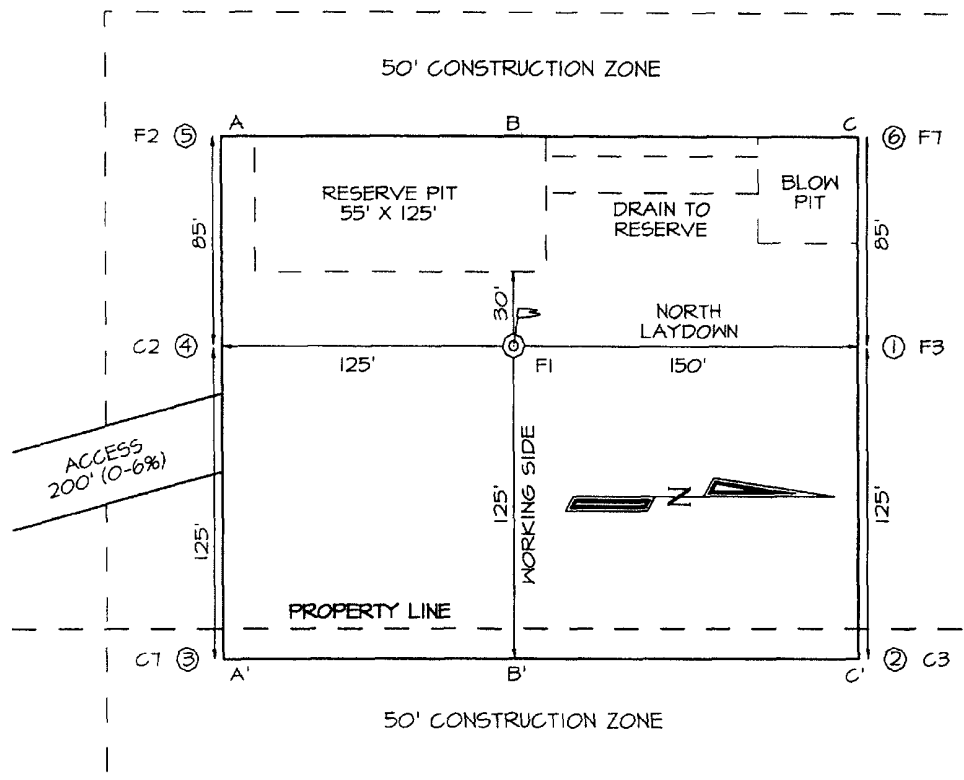 50' CONSTRUCTION ZONE
A B C
F2 ⑤
⑥ F7
RESERVE PIT
55' X 125'
BLOW
PIT
DRAIN TO
RESERVE
85'
85'
30'
NORTH
LAYDOWN
C2 ④
① F3
125'
F1
150'
ACCESS
200' (0-6%)
WORKING SIDE
125'
125'
125'
N
PROPERTY LINE
C7 ③
② C3
A' B' C'
50' CONSTRUCTION ZONE